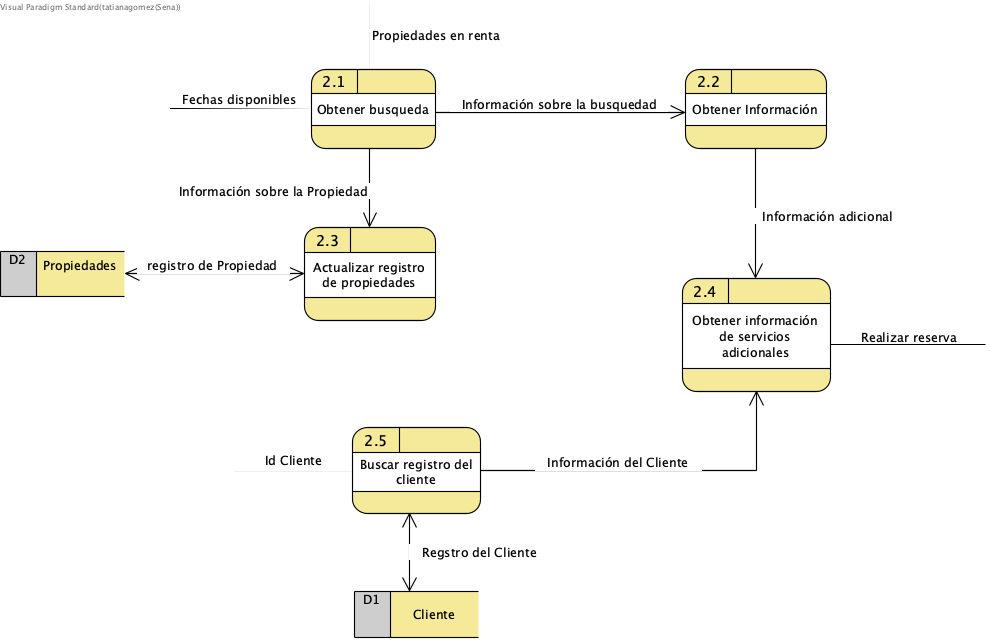 Visual Paradigm Standard(tatianagomez(Sena))
Propiedades en renta
2.1
Obtener busqueda
Fechas disponibles
Información sobre la busquedad
2.2
Obtener Información
Información sobre la Propiedad
Información adicional
2.3
Actualizar registro
de propiedades
D2
Propiedades
registro de Propiedad
2.4
Obtener información
de servicios
adicionales
Realizar reserva
2.5
Buscar registro del
cliente
Id Cliente
Información del Cliente
Regstro del Cliente
D1
Cliente